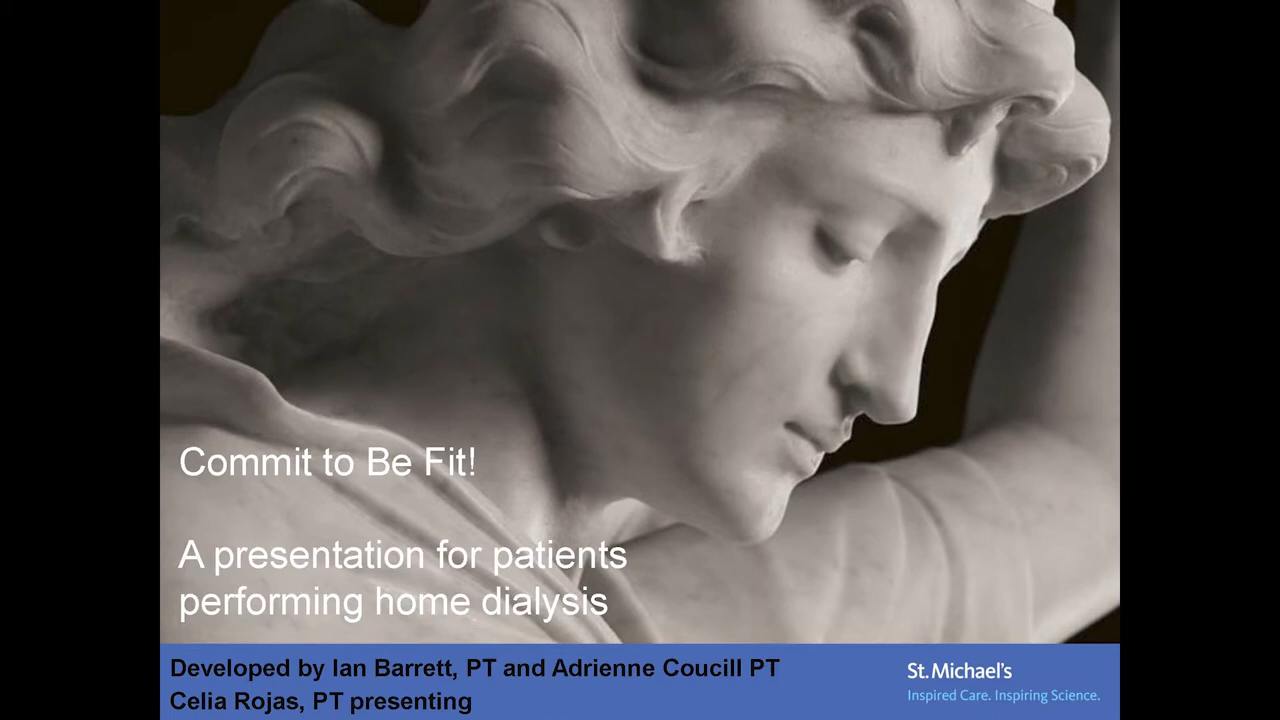 Commit to Be Fit!
A presentation for patients
performing home dialysis
Developed by Ian Barrett, PT and Adrienne Coucill PT
Celia Rojas, PT presenting
St. Michael's
Inspired Care. Inspiring Science.